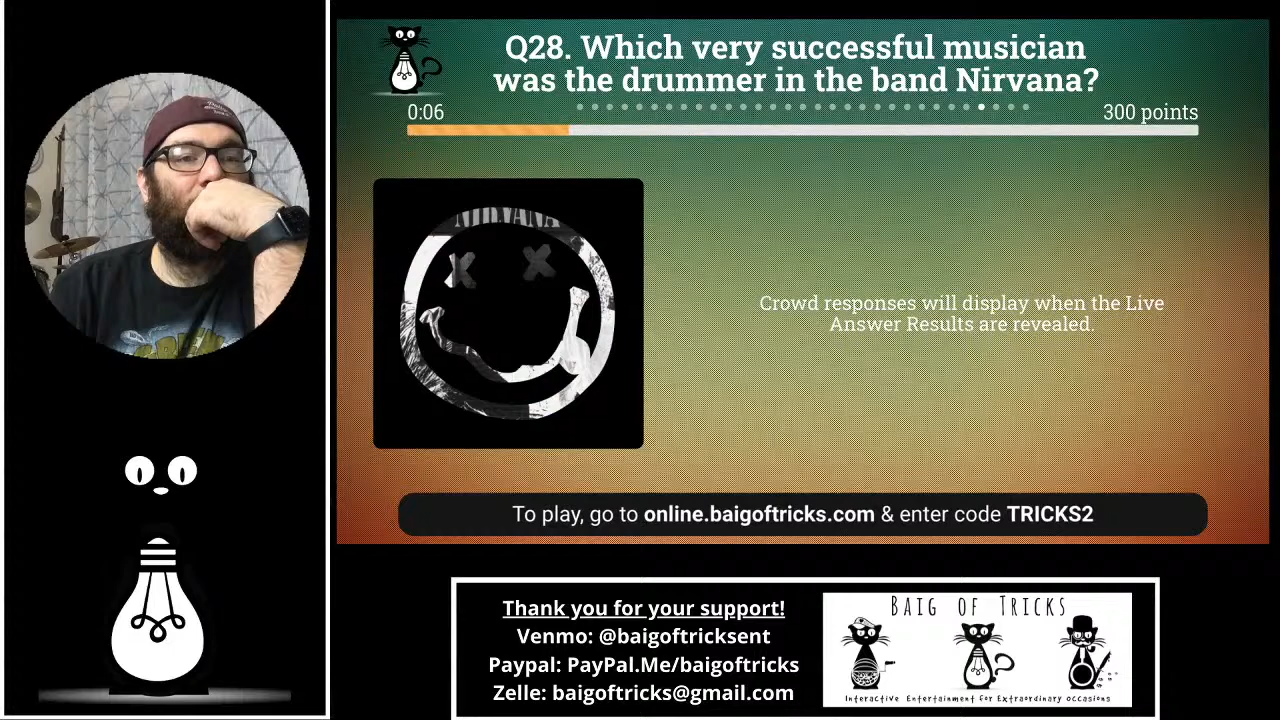 Q28. Which very successful musician
was the drummer in the band Nirvana?
0:06
300 points
NIRVANA
Crowd responses will display when the Live
Answer Results are revealed.
To play, go to online.baigoftricks.com & enter code TRICKS2
Thank you for your support!
Venmo: @baigoftricksent
Paypal: PayPal.Me/baigoftricks
Zelle: baigoftricks@gmail.com
BAIG OF TRICKS
Interactive Entertainment for Extraordinary occasions